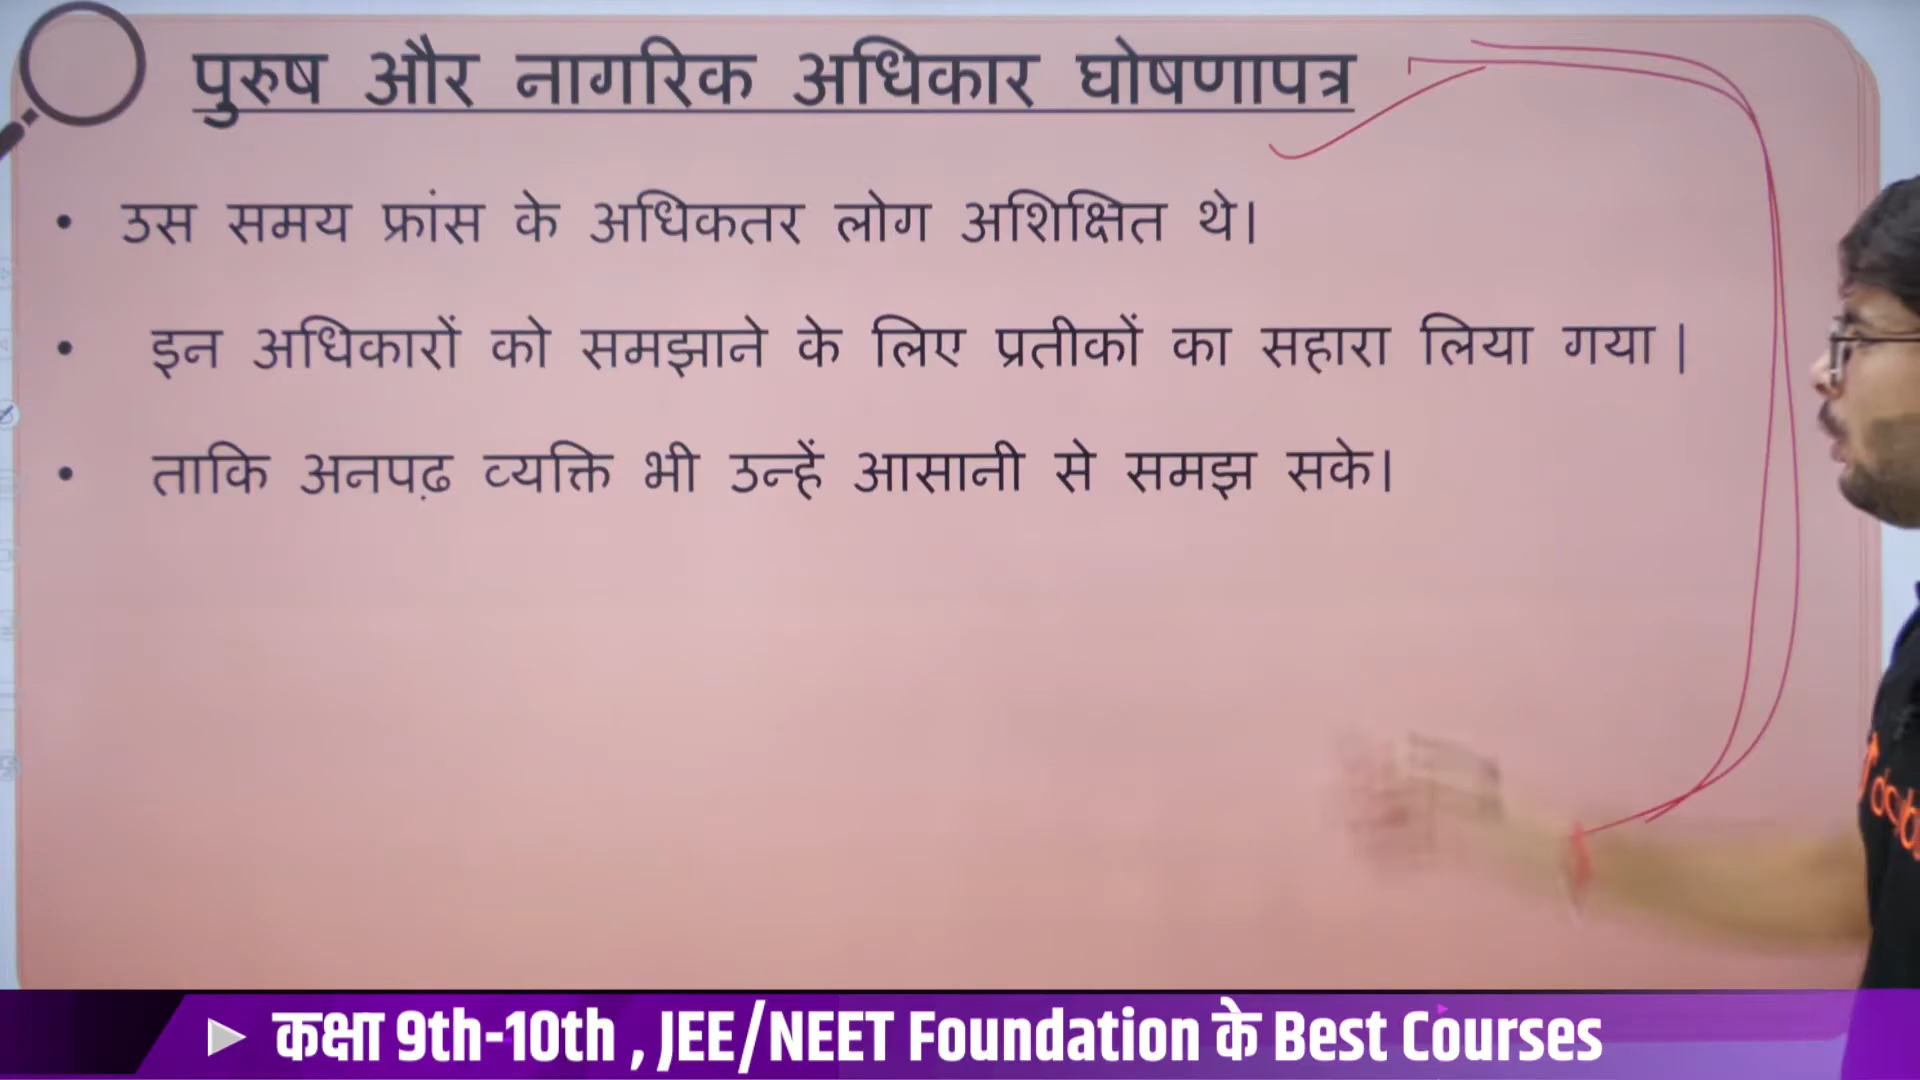 पुरुष और नागरिक अधिकार घोषणापत्र
• उस समय फ्रांस के अधिकतर लोग अशिक्षित थे।
• इन अधिकारों को समझाने के लिए प्रतीकों का सहारा लिया गया |
• ताकि अनपढ़ व्यक्ति भी उन्हें आसानी से समझ सके।
कक्षा 9th-10th , JEE/NEET Foundation के Best Courses